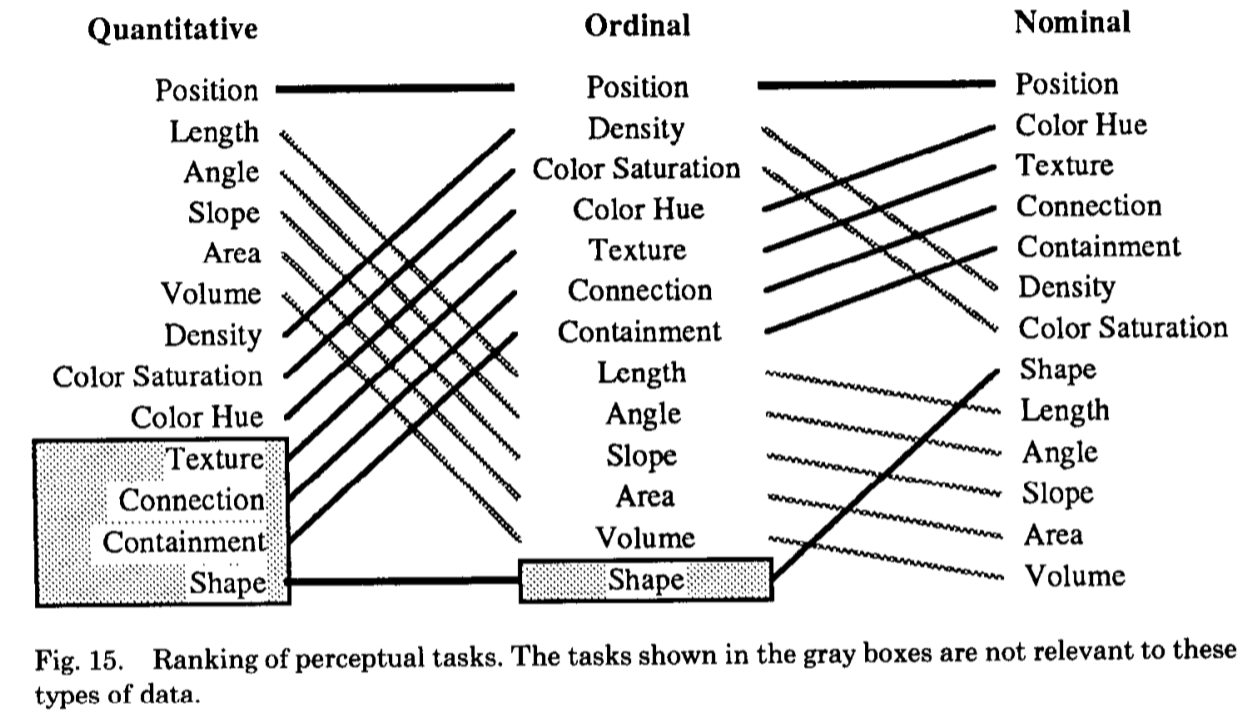 Quantitative Ordinal Nominal
Position Position Position
Length Density Color Hue
Angle Color Saturation Texture
Slope Color Hue Connection
Area Texture Containment
Volume Connection Density
Density Containment Color Saturation
Color Saturation Length Shape
Color Hue Angle Length
Texture Slope Angle
Connection Area Slope
Containment Volume Area
Shape Shape Volume
Fig. 15. Ranking of perceptual tasks. The tasks shown in the gray boxes are not relevant to these
types of data.